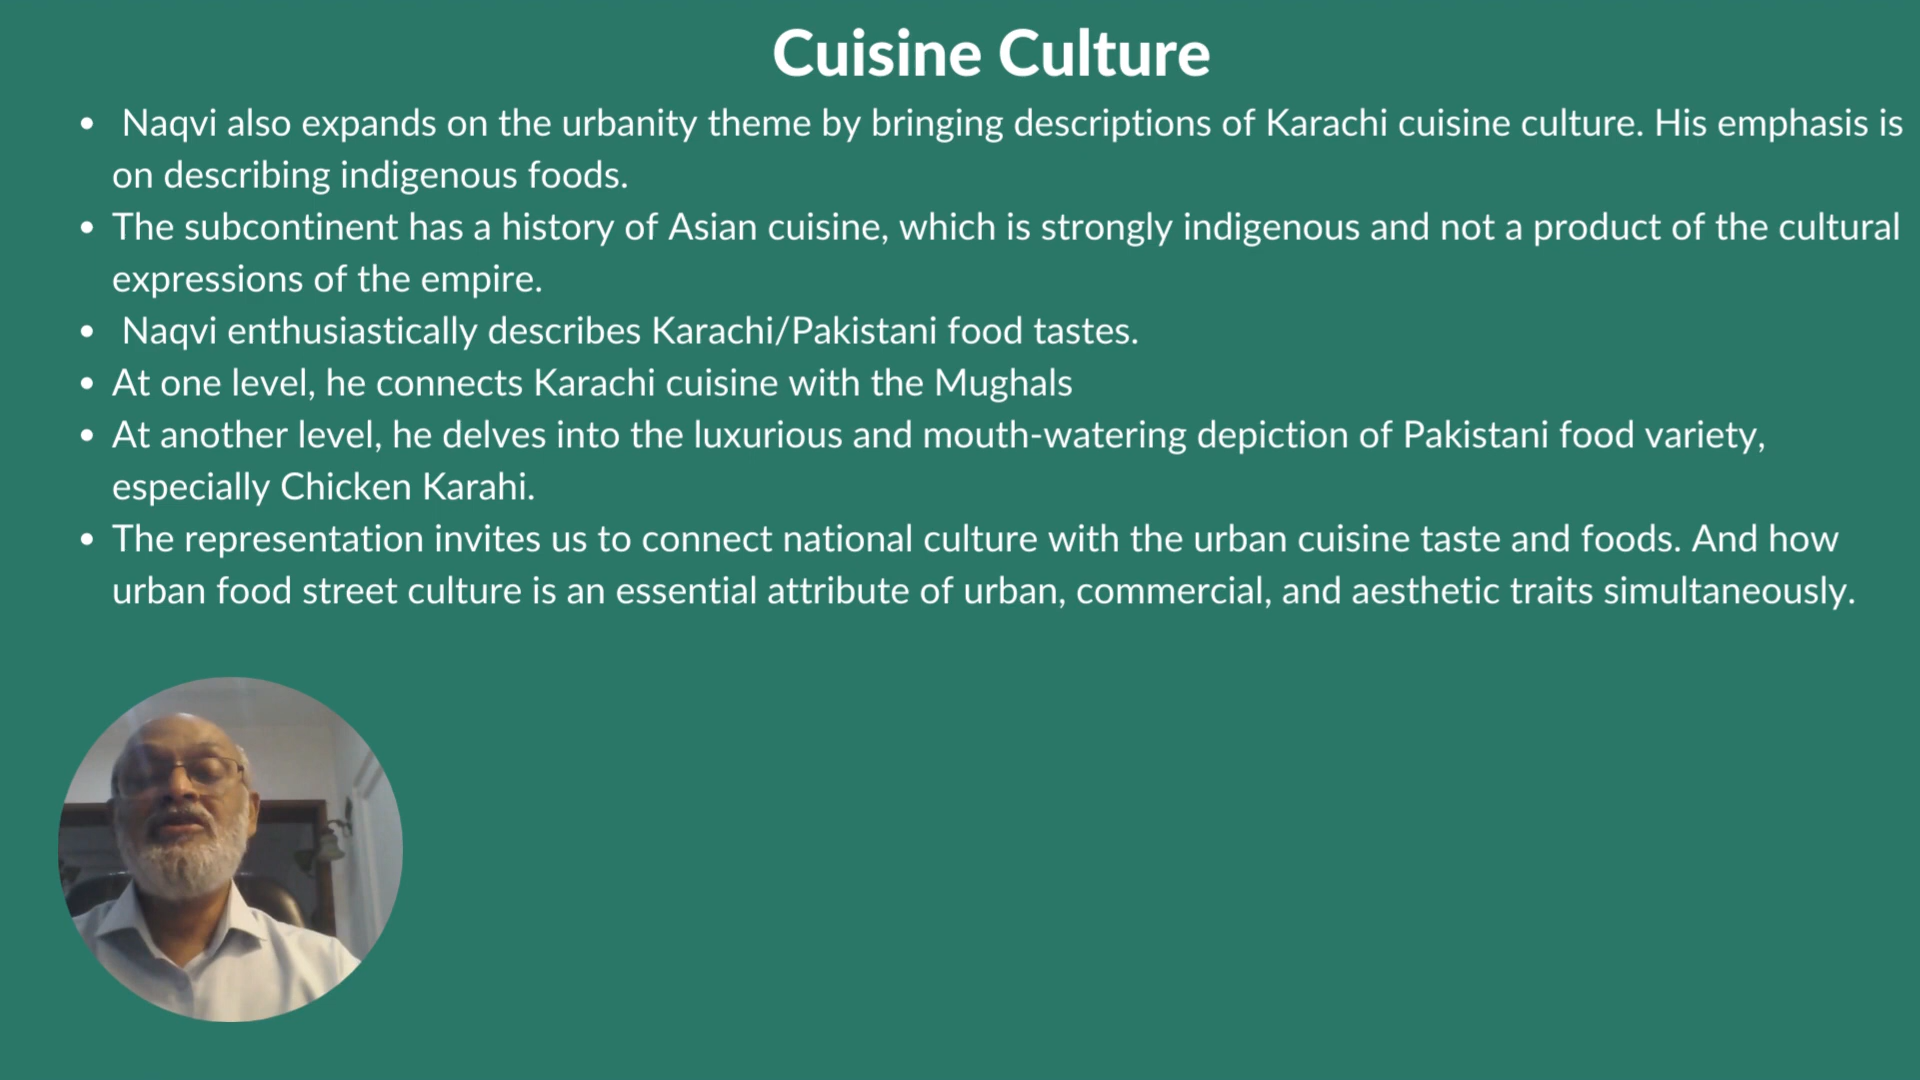 Cuisine Culture
• Naqvi also expands on the urbanity theme by bringing descriptions of Karachi cuisine culture. His emphasis is
on describing indigenous foods.
• The subcontinent has a history of Asian cuisine, which is strongly indigenous and not a product of the cultural
expressions of the empire.
• Naqvi enthusiastically describes Karachi/Pakistani food tastes.
• At one level, he connects Karachi cuisine with the Mughals
• At another level, he delves into the luxurious and mouth-watering depiction of Pakistani food variety,
especially Chicken Karahi.
• The representation invites us to connect national culture with the urban cuisine taste and foods. And how
urban food street culture is an essential attribute of urban, commercial, and aesthetic traits simultaneously.